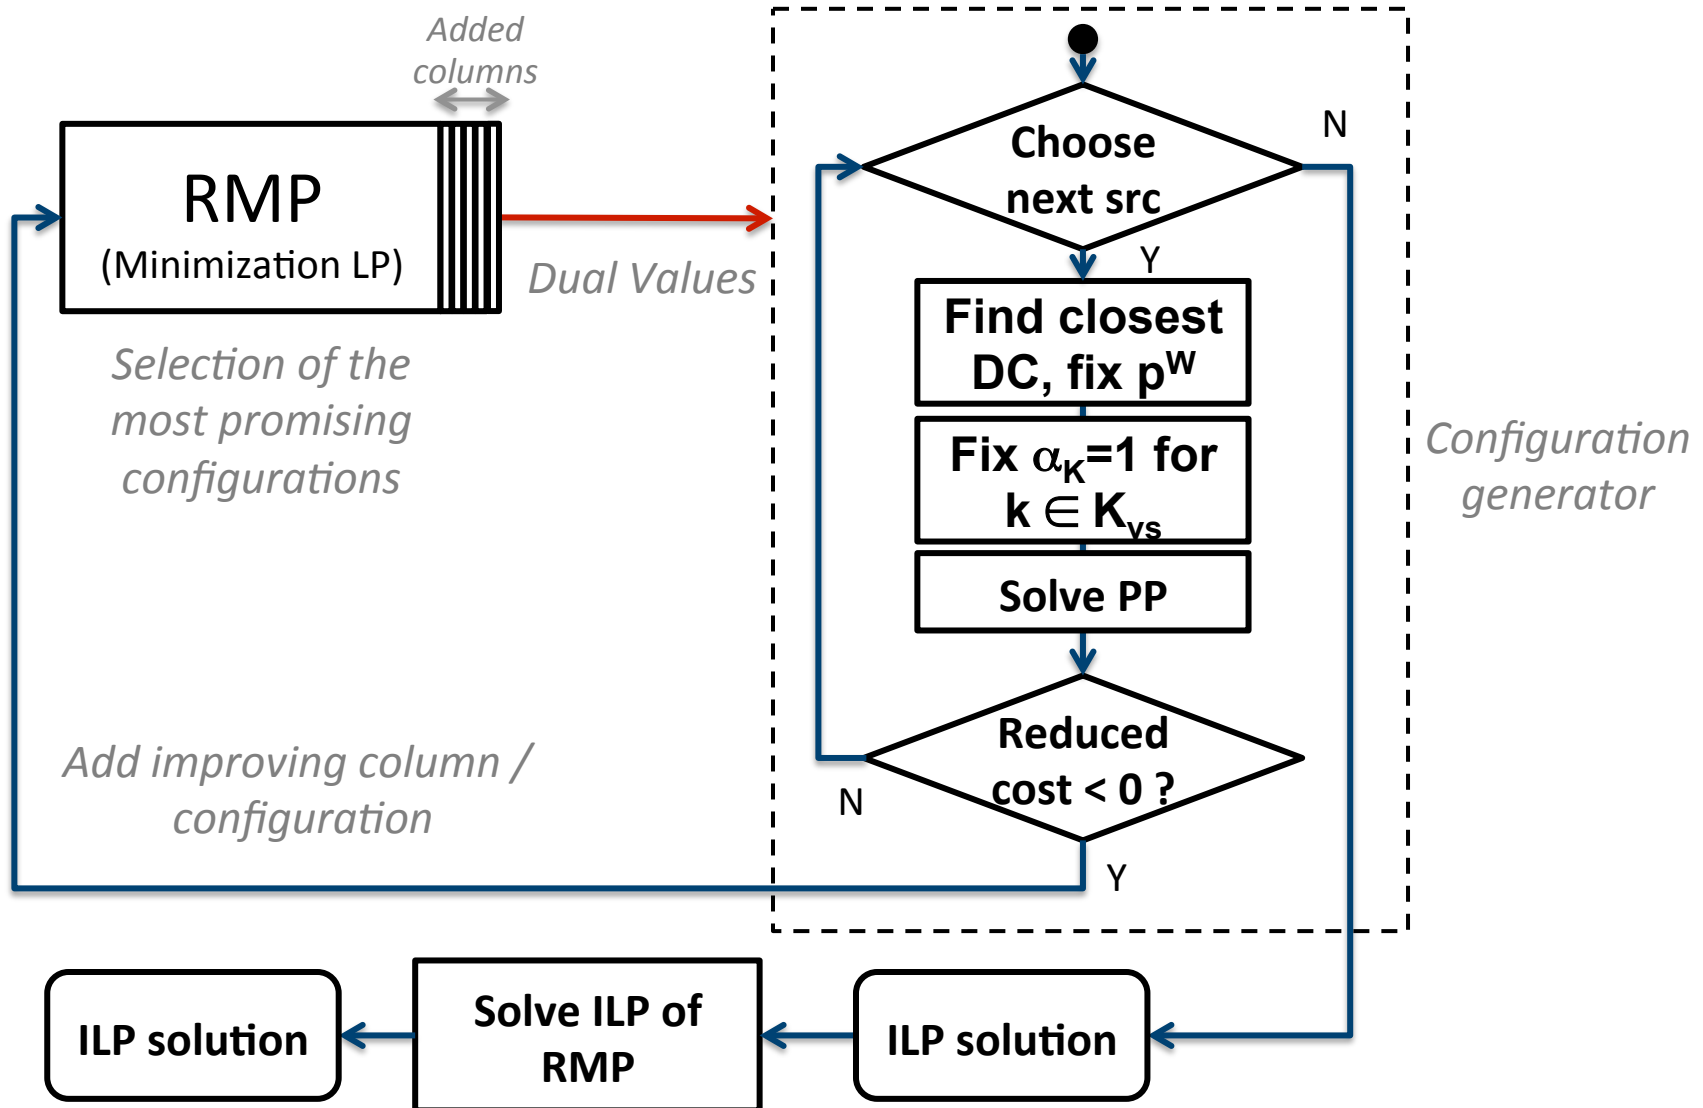 Added
columns
RMP
(Minimization LP)
Dual Values
Selection of the
most promising
configurations
Add improving column /
configuration
Choose
next src
N
Y
Find closest
DC, fix pᵂ
Fix αₖ=1 for
k ∈ Kᵥₛ
Solve PP
Reduced
cost < 0 ?
N
Y
Configuration
generator
ILP solution
Solve ILP of
RMP
ILP solution